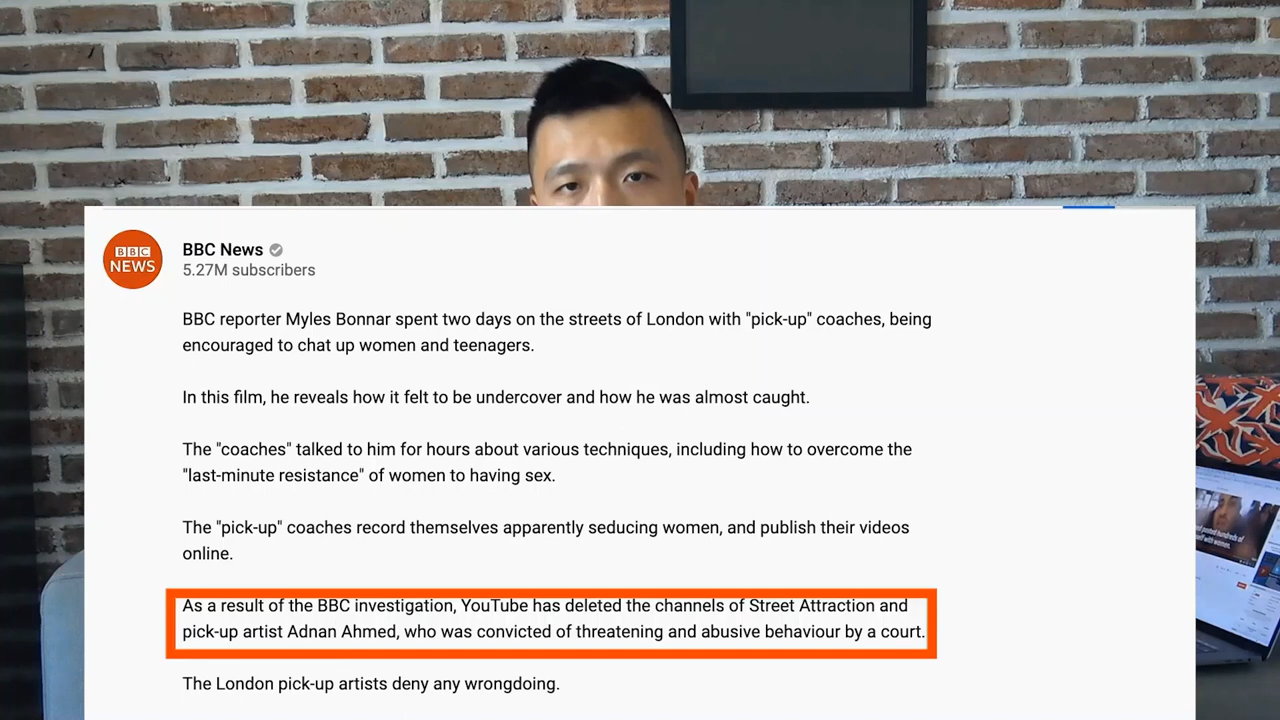 BBC
NEWS
BBC News
5.27M subscribers
BBC reporter Myles Bonnar spent two days on the streets of London with "pick-up" coaches, being
encouraged to chat up women and teenagers.
In this film, he reveals how it felt to be undercover and how he was almost caught.
The "coaches" talked to him for hours about various techniques, including how to overcome the
"last-minute resistance" of women to having sex.
The "pick-up" coaches record themselves apparently seducing women, and publish their videos
online.
As a result of the BBC investigation, YouTube has deleted the channels of Street Attraction and
pick-up artist Adnan Ahmed, who was convicted of threatening and abusive behaviour by a court.
The London pick-up artists deny any wrongdoing.